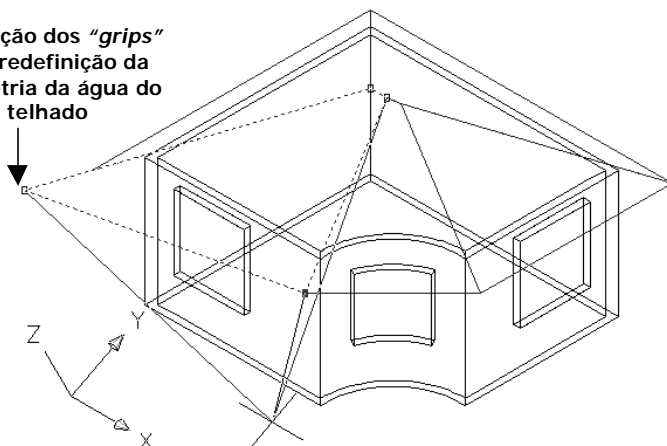 ção dos “grips”
redefinição da
tria da água do
telhado
Z
Y
X